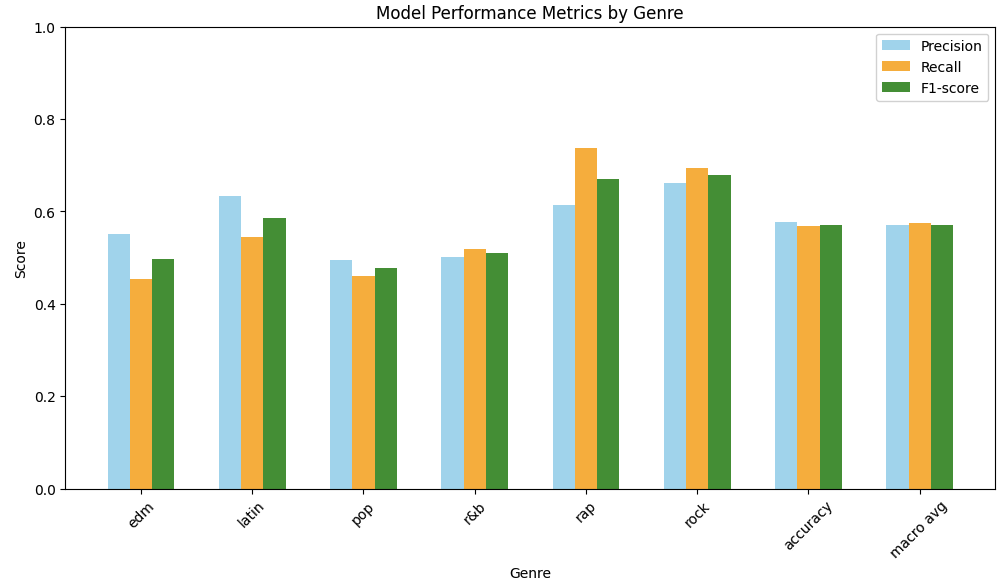 Model Performance Metrics by Genre
Precision
Recall
F1-score
1.0
0.8
0.6
0.4
0.2
0.0
Score
edm
latin
pop
r&b
rap
rock
accuracy
macro avg
Genre